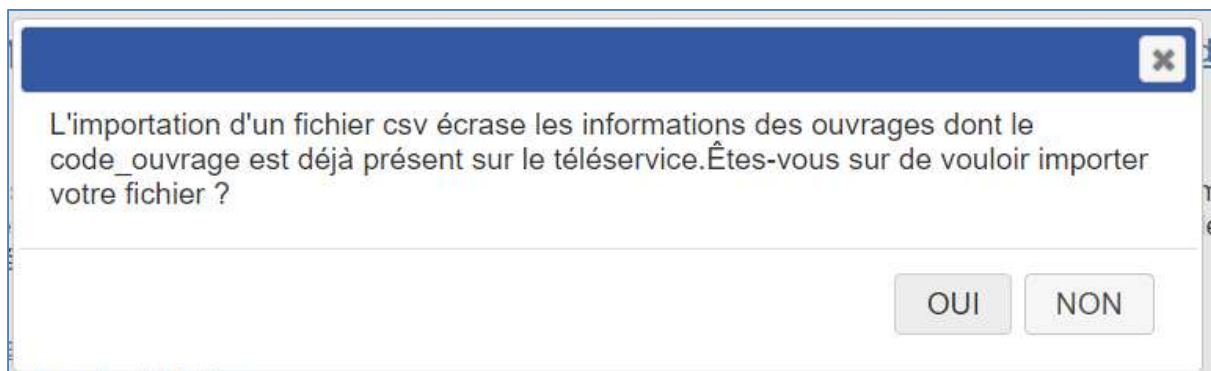 L'importation d'un fichier csv écrase les informations des ouvrages dont le
code_ouvrage est déjà présent sur le téléservice.Êtes-vous sur de vouloir importer
votre fichier ?
OUI NON